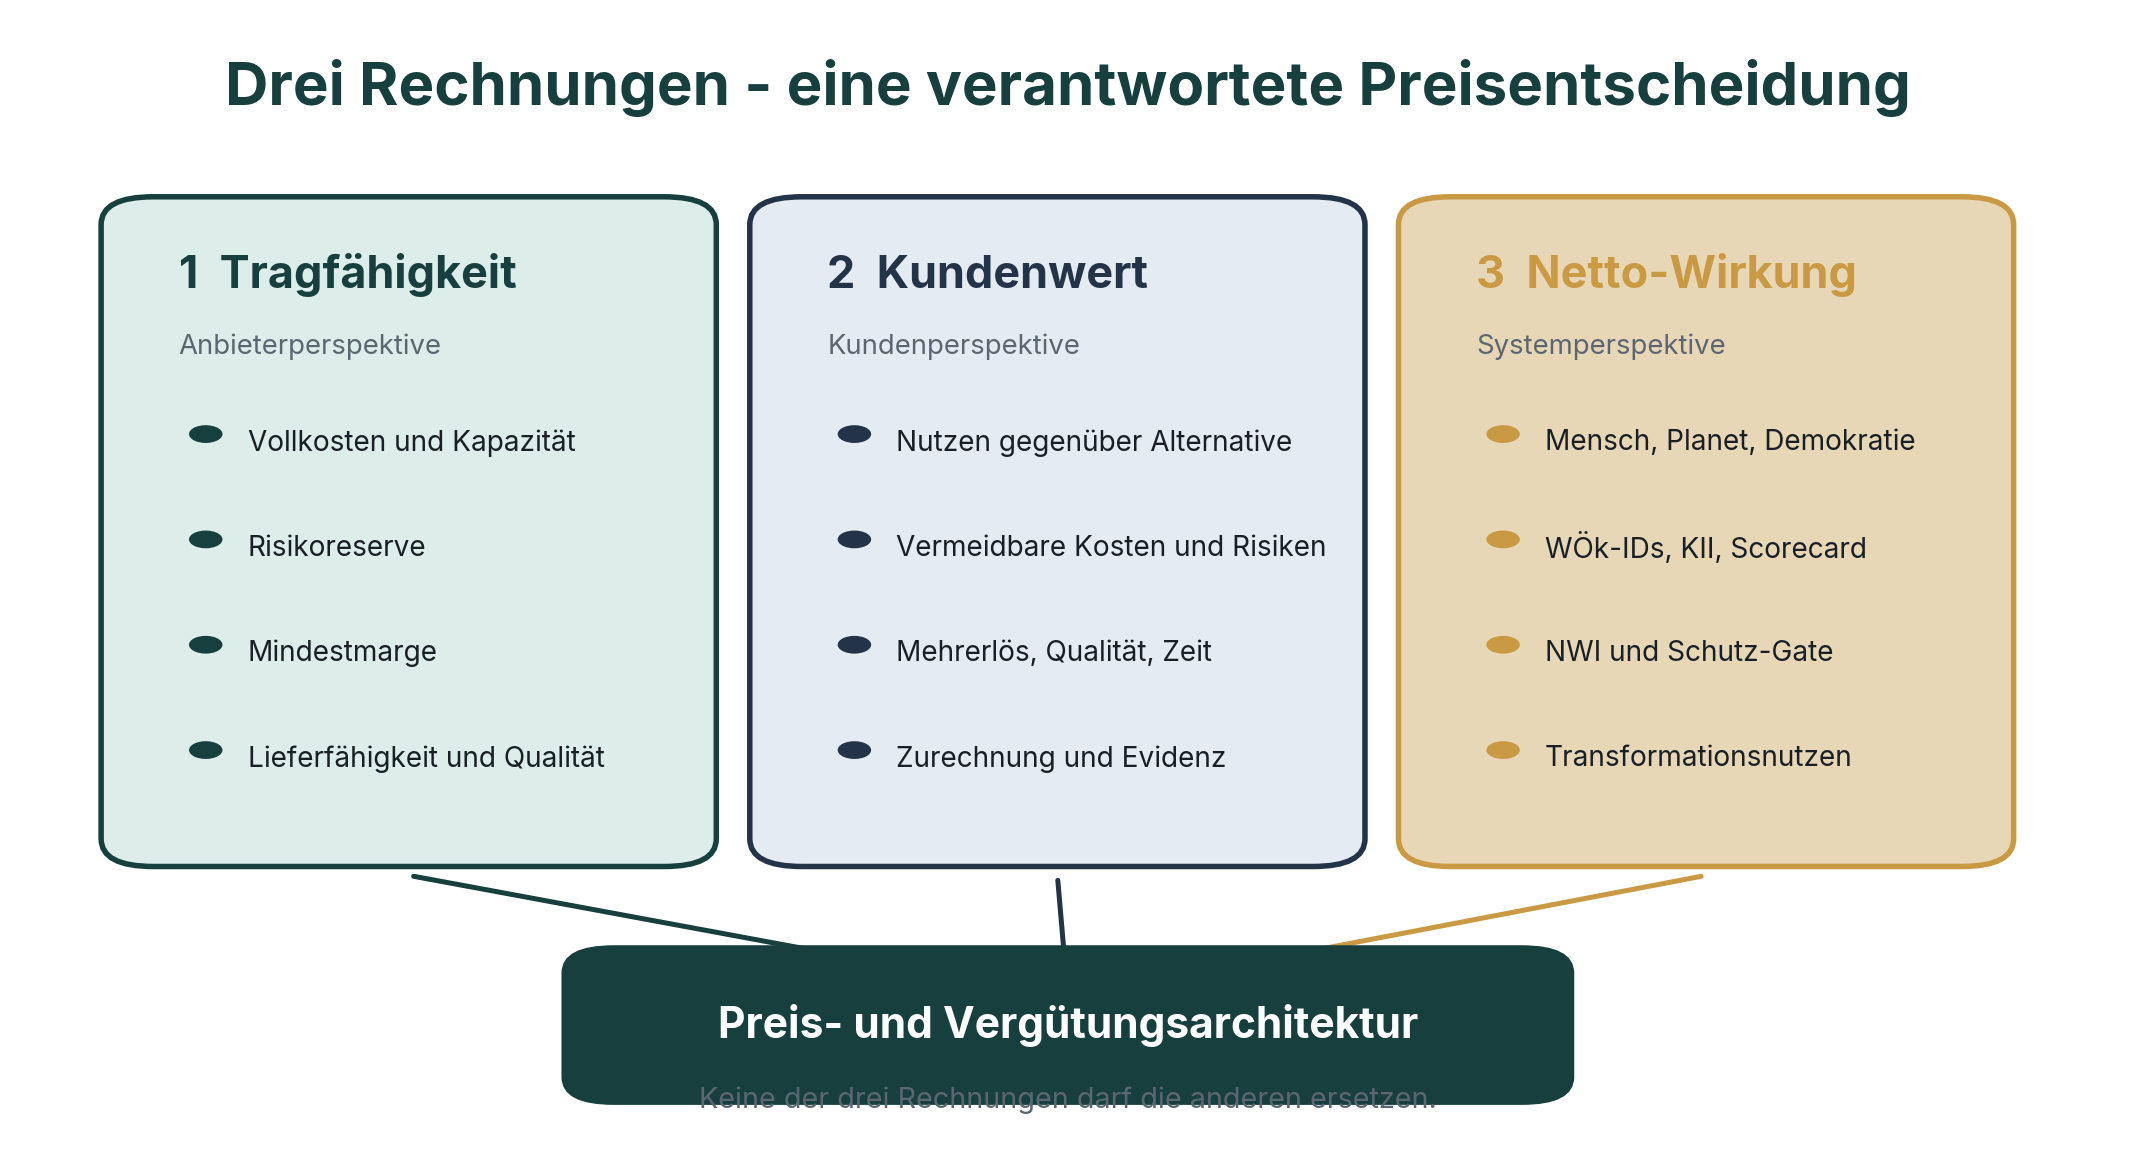 Drei Rechnungen - eine verantwortete Preisentscheidung
1 Tragfähigkeit
Anbieterperspektive
Vollkosten und Kapazität
Risikoreserve
Mindestmarge
Lieferfähigkeit und Qualität
2 Kundenwert
Kundenperspektive
Nutzen gegenüber Alternative
Vermeidbare Kosten und Risiken
Mehrerlös, Qualität, Zeit
Zurechnung und Evidenz
3 Netto-Wirkung
Systemperspektive
Mensch, Planet, Demokratie
WÖk-IDs, KII, Scorecard
NWI und Schutz-Gate
Transformationsnutzen
Preis- und Vergütungsarchitektur
Keine der drei Rechnungen darf die anderen ersetzen.